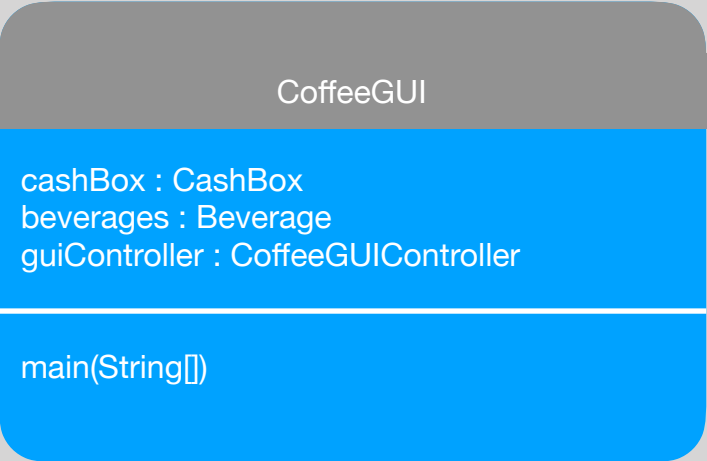 CoffeeGUI
cashBox : CashBox
beverages : Beverage
guiController : CoffeeGUIController
main(String[])